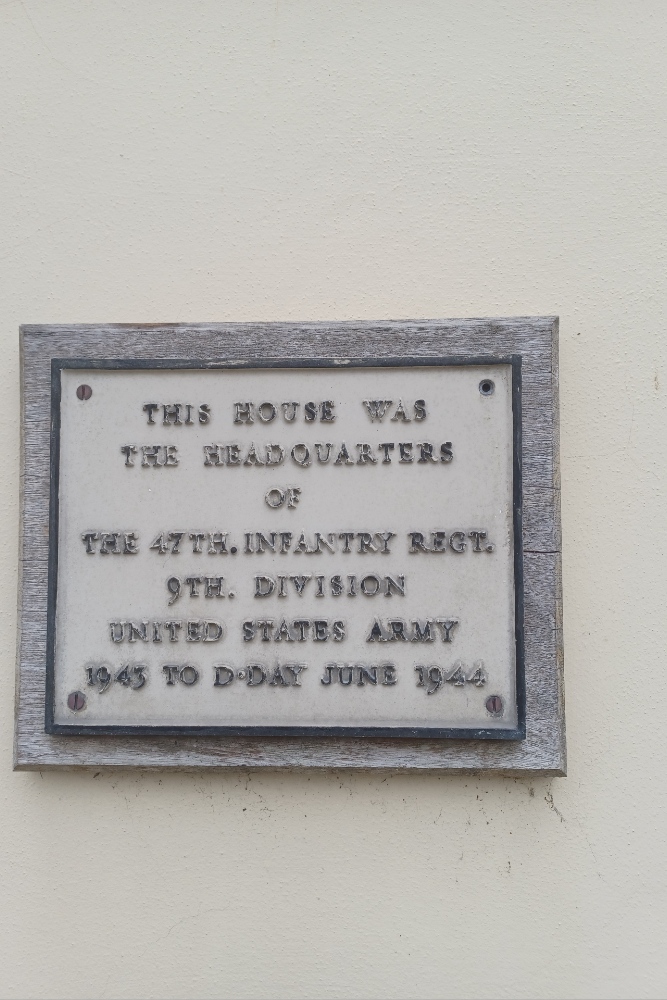 THIS HOUSE WAS
THE HEADQUARTERS
OF
THE 47TH. INFANTRY REGT.
9TH. DIVISION
UNITED STATES ARMY
1943 TO D·DAY JUNE 1944